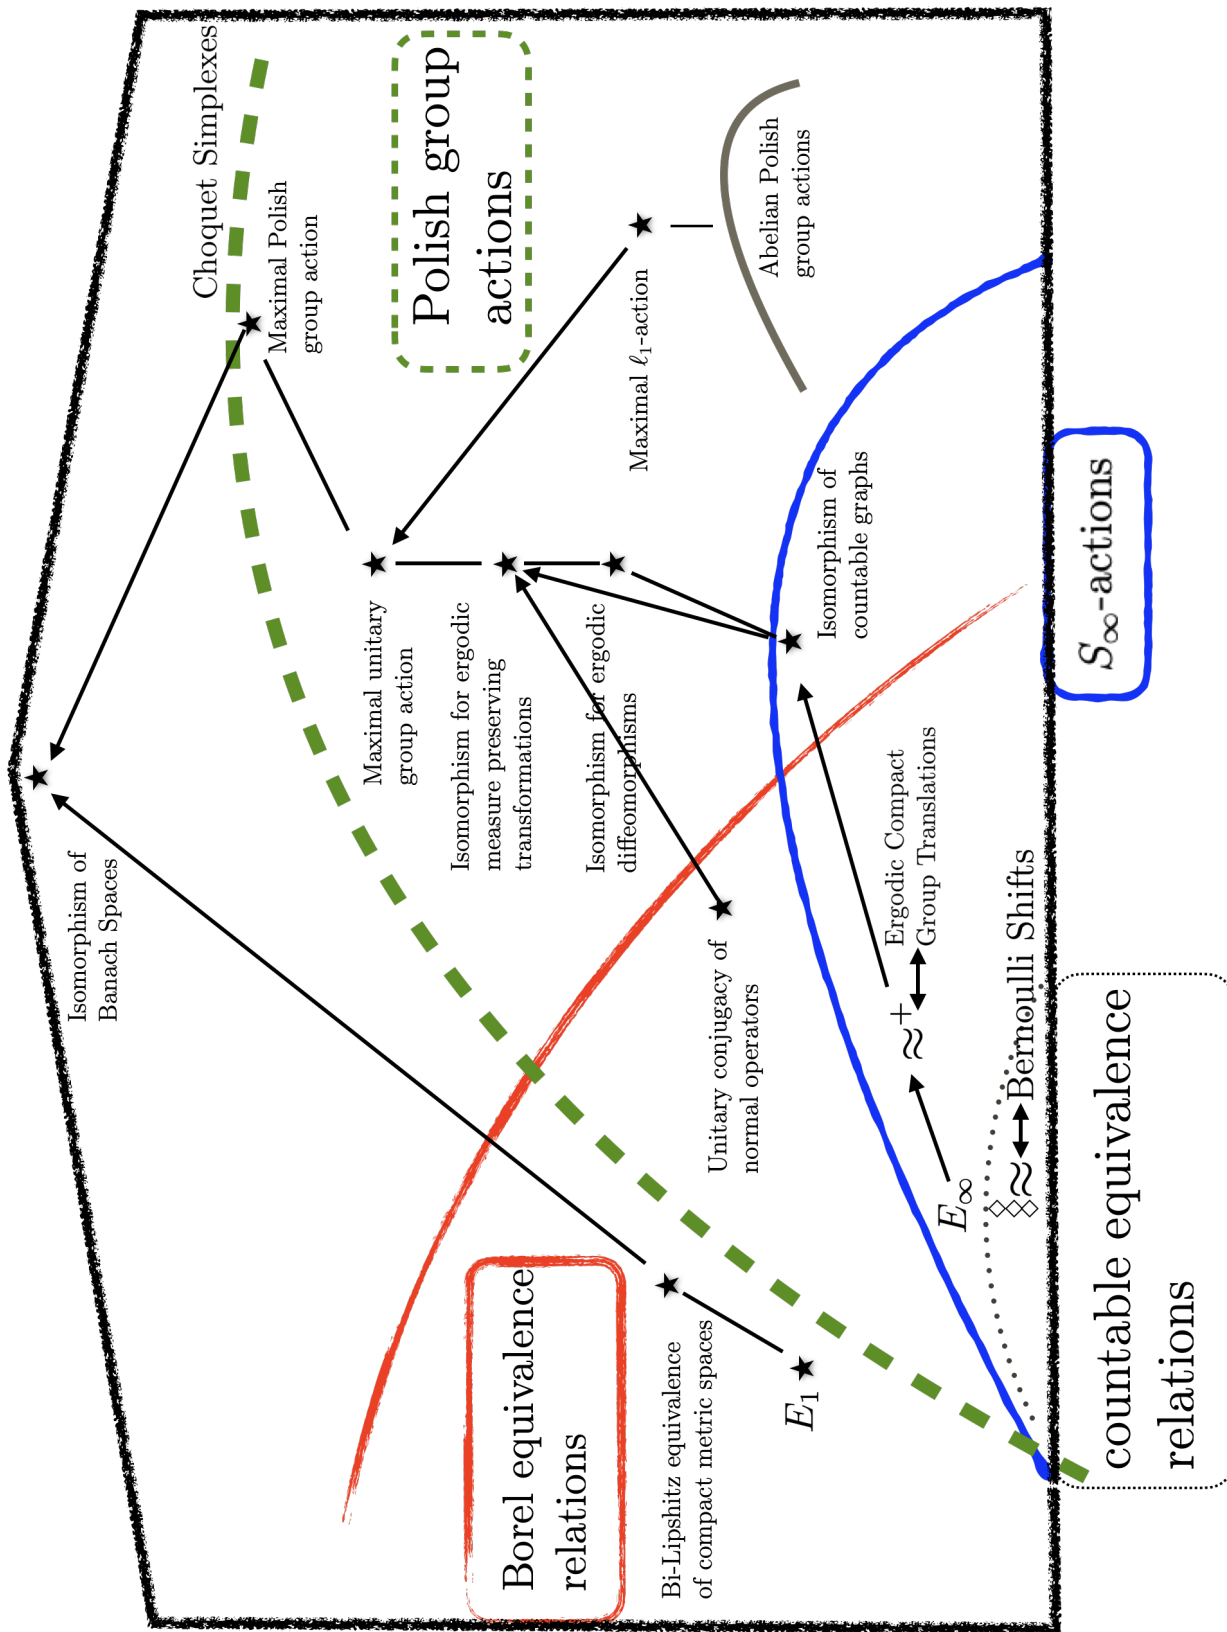 Isomorphism of
Banach Spaces
Choquet Simplexes
Maximal Polish
group action
Polish group
actions
Maximal unitary
group action
Isomorphism for ergodic
measure preserving
transformations
Isomorphism for ergodic
diffeomorphisms
Maximal ℓ₁-action
Abelian Polish
group actions
Borel equivalence
relations
Bi-Lipshitz equivalence
of compact metric spaces
E₁
Unitary conjugacy of
normal operators
Isomorphism of
countable graphs
Ergodic Compact
Group Translations
≈⁺
E∞
≈
Bernoulli Shifts
S∞-actions
countable equivalence
relations